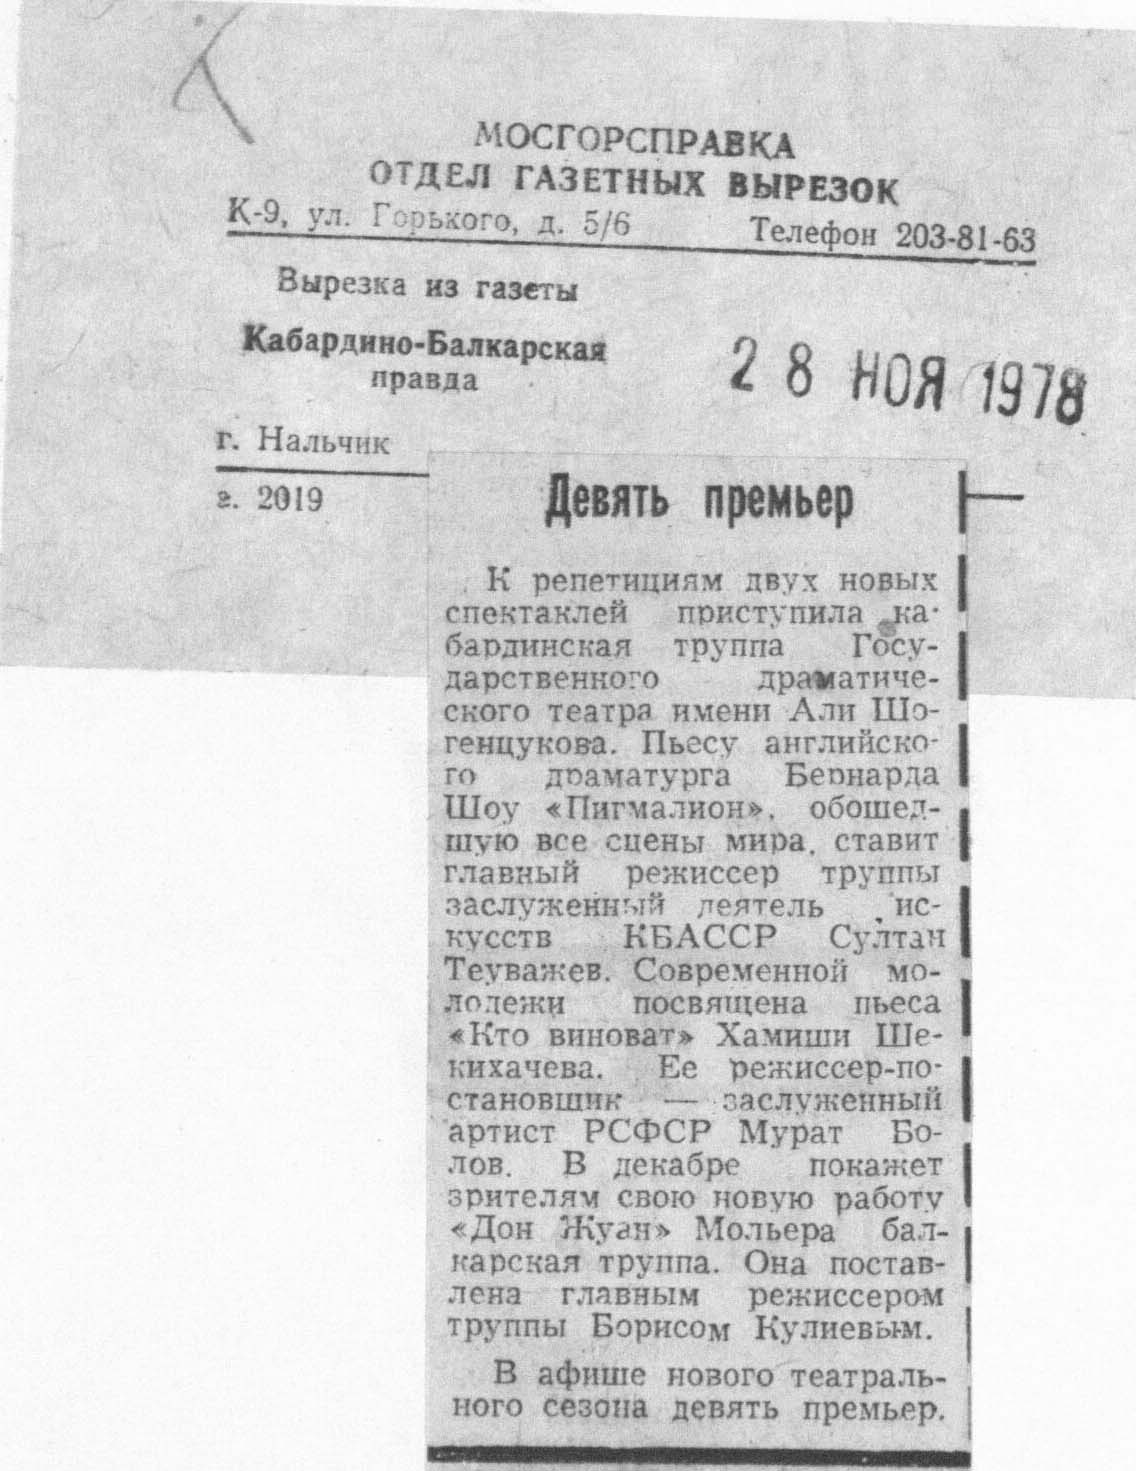 МОСГОРСПРАВКА
ОТДЕЛ ГАЗЕТНЫХ ВЫРЕЗОК
К-9, ул. Горького, д. 5/6 Телефон 203-81-63
Вырезка из газеты
Кабардино-Балкарская
правда
28 НОЯ 1978
г. Нальчик
г. 2019
Девять премьер
К репетициям двух новых
спектаклей приступила ка-
бардинская труппа Госу-
дарственного драматиче-
ского театра имени Али Шо-
генцукова. Пьесу английско-
го драматурга Бернарда
Шоу «Пигмалион», обошед-
шую все сцены мира, ставит
главный режиссер труппы
заслуженный деятель ис-
кусств КБАССР Султан
Теуважев. Современной мо-
лодежи посвящена пьеса
«Кто виноват» Хамиши Ше-
кихачева. Ее режиссер-по-
становщик — заслуженный
артист РСФСР Мурат Бо-
лов. В декабре покажет
зрителям свою новую работу
«Дон Жуан» Мольера бал-
карская труппа. Она постав-
лена главным режиссером
труппы Борисом Кулиевым.
В афише нового театраль-
ного сезона девять премьер.